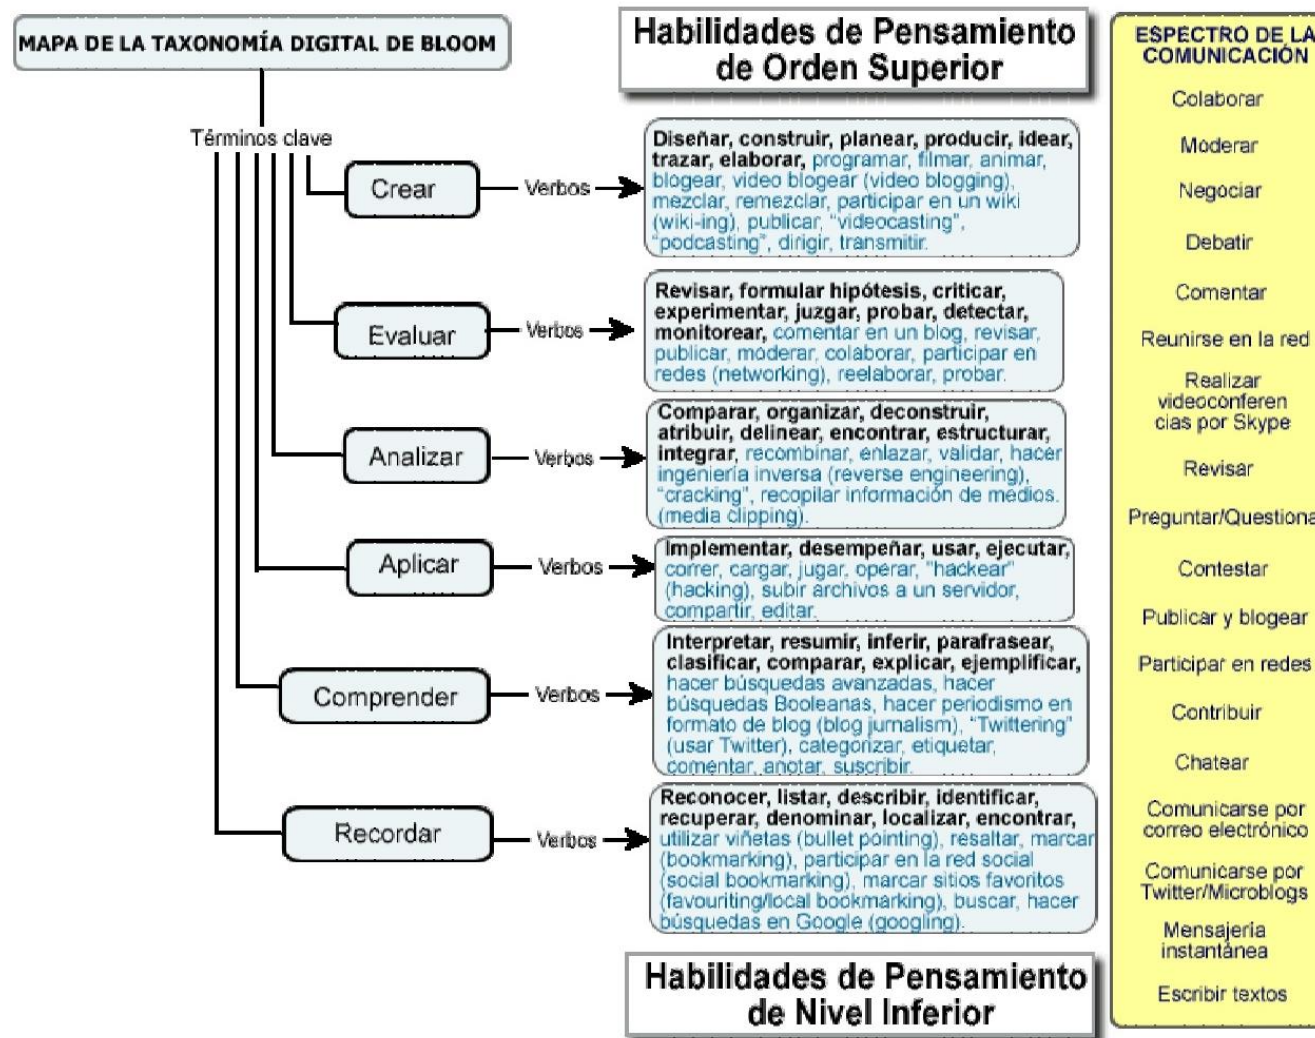 MAPA DE LA TAXONOMÍA DIGITAL DE BLOOM
Términos clave
Habilidades de Pensamiento
de Orden Superior
Crear
Verbos
Diseñar, construir, planear, producir, idear,
trazar, elaborar, programar, filmar, animar,
blogear, video blogear (video blogging),
mezclar, remezclar, participar en un wiki
(wiki-ing), publicar, “videocasting”,
“podcasting”, dirigir, transmitir.
Evaluar
Verbos
Revisar, formular hipótesis, criticar,
experimentar, juzgar, probar, detectar,
monitorear, comentar en un blog, revisar,
publicar, moderar, colaborar, participar en
redes (networking), reelaborar, probar.
Analizar
Verbos
Comparar, organizar, deconstruir,
atribuir, delinear, encontrar, estructurar,
integrar, recombinar, enlazar, validar, hacer
ingeniería inversa (reverse engineering),
“cracking”, recopilar información de medios.
(media clipping).
Aplicar
Verbos
Implementar, desempeñar, usar, ejecutar,
correr, cargar, jugar, operar, "hackear"
(hacking), subir archivos a un servidor,
compartir, editar.
Comprender
Verbos
Interpretar, resumir, inferir, parafrasear,
clasificar, comparar, explicar, ejemplificar,
hacer búsquedas avanzadas, hacer
búsquedas Booleanas, hacer periodismo en
formato de blog (blog jurnalism), “Twittering”
(usar Twitter), categorizar, etiquetar,
comentar, anotar, suscribir.
Recordar
Verbos
Reconocer, listar, describir, identificar,
recuperar, denominar, localizar, encontrar,
utilizar viñetas (bullet pointing), resaltar, marcar
(bookmarking), participar en la red social
(social bookmarking), marcar sitios favoritos
(favouriting/local bookmarking), buscar, hacer
búsquedas en Google (googling).
Habilidades de Pensamiento
de Nivel Inferior
ESPECTRO DE LA
COMUNICACIÓN
Colaborar
Moderar
Negociar
Debatir
Comentar
Reunirse en la red
Realizar
videoconferen
cias por Skype
Revisar
Preguntar/Questiona
Contestar
Publicar y blogear
Participar en redes
Contribuir
Chatear
Comunicarse por
correo electrónico
Comunicarse por
Twitter/Microblogs
Mensajería
instantánea
Escribir textos